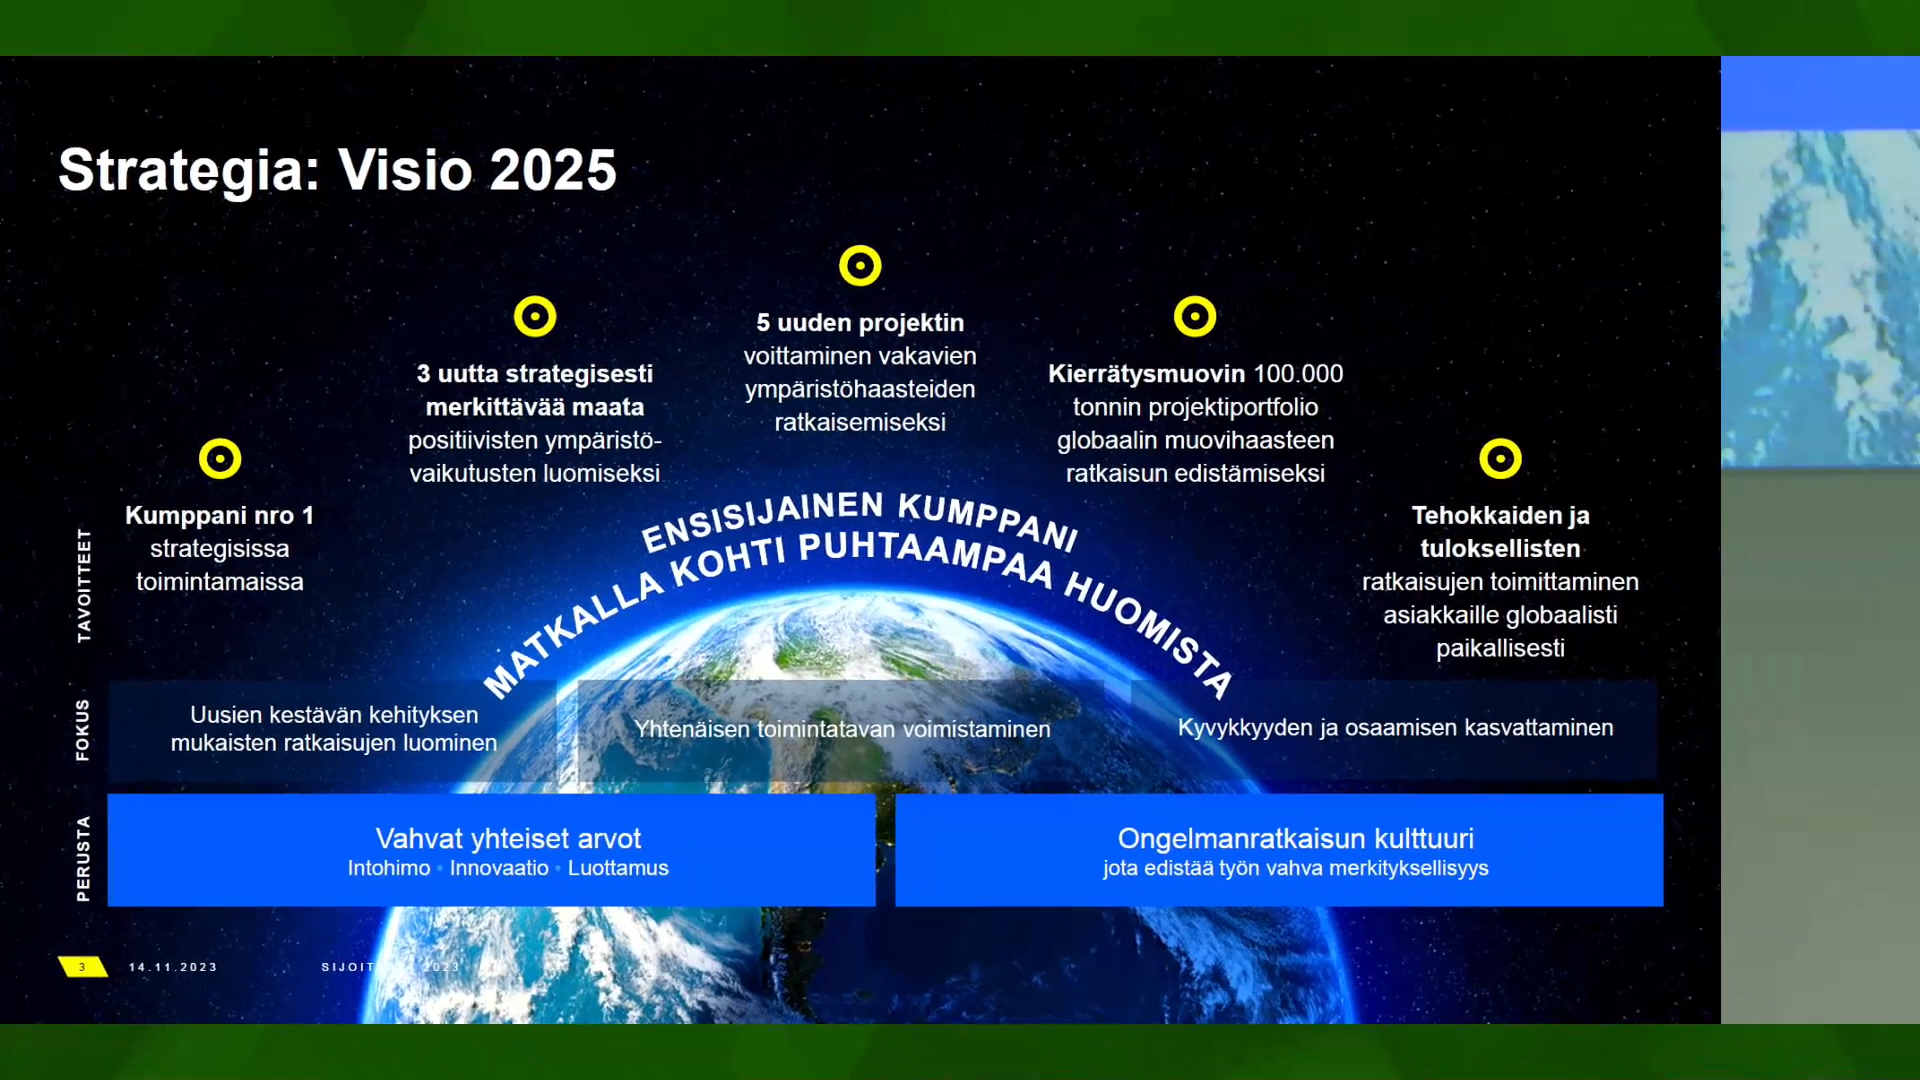 Strategia: Visio 2025
5 uuden projektin
voittaminen vakavien
ympäristöhaasteiden
ratkaisemiseksi
3 uutta strategisesti
merkittävää maata
positiivisten ympäristö-
vaikutusten luomiseksi
Kierrätysmuovin 100.000
tonnin projektiportfolio
globaalin muovihaasteen
ratkaisun edistämiseksi
Kumppani nro 1
strategisissa
toimintamaissa
Tehokkaiden ja
tuloksellisten
ratkaisujen toimittaminen
asiakkaille globaalisti
paikallisesti
ENSISIJAINEN KUMPPANI
MATKALLA KOHTI PUHTAAMPAA HUOMISTA
TAVOITTEET
FOKUS
Uusien kestävän kehityksen
mukaisten ratkaisujen luominen
Yhtenäisen toimintatavan voimistaminen
Kyvykkyyden ja osaamisen kasvattaminen
PERUSTA
Vahvat yhteiset arvot
Intohimo • Innovaatio • Luottamus
Ongelmanratkaisun kulttuuri
jota edistää työn vahva merkityksellisyys
3
14.11.2023
2023